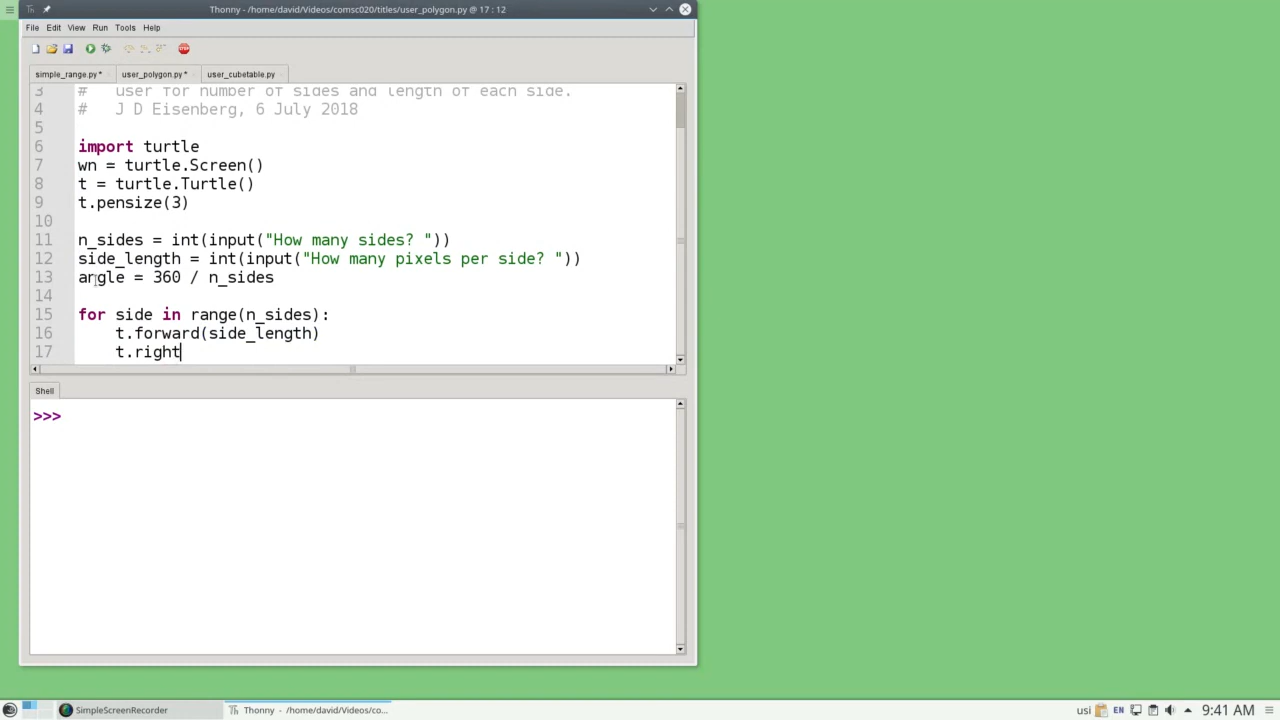 Thonny - /home/david/Videos/comsc020/titles/user_polygon.py @ 17 : 12
File Edit View Run Tools Help
simple_range.py * user_polygon.py * user_cubetable.py
3 # user for number of sides and length of each side.
4 # J D Eisenberg, 6 July 2018
5
6 import turtle
7 wn = turtle.Screen()
8 t = turtle.Turtle()
9 t.pensize(3)
10
11 n_sides = int(input("How many sides? "))
12 side_length = int(input("How many pixels per side? "))
13 angle = 360 / n_sides
14
15 for side in range(n_sides):
16 t.forward(side_length)
17 t.right
Shell
>>>
SimpleScreenRecorder Thonny - /home/david/Videos/co... usi EN 9:41 AM